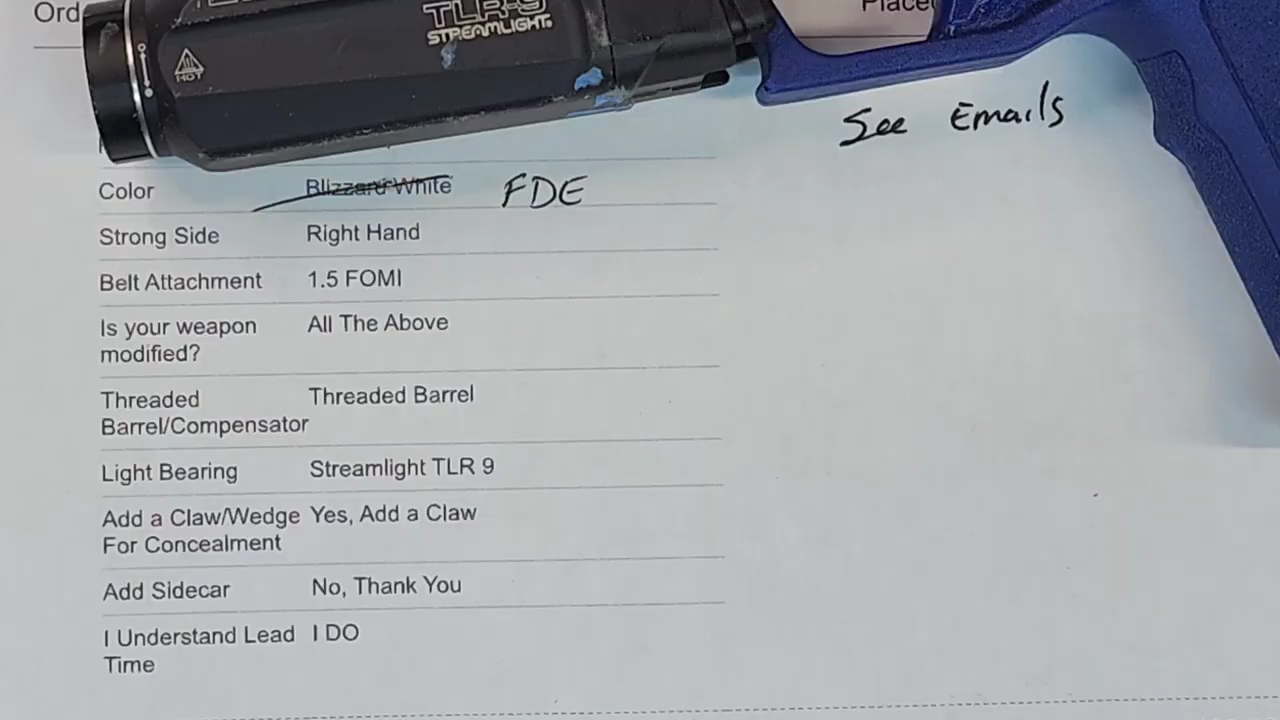 Ord
Place
TLR-9
STREAMLIGHT
HOT
See Emails
Color Blizzard White FDE
Strong Side Right Hand
Belt Attachment 1.5 FOMI
Is your weapon All The Above
modified?
Threaded Threaded Barrel
Barrel/Compensator
Light Bearing Streamlight TLR 9
Add a Claw/Wedge Yes, Add a Claw
For Concealment
Add Sidecar No, Thank You
I Understand Lead I DO
Time